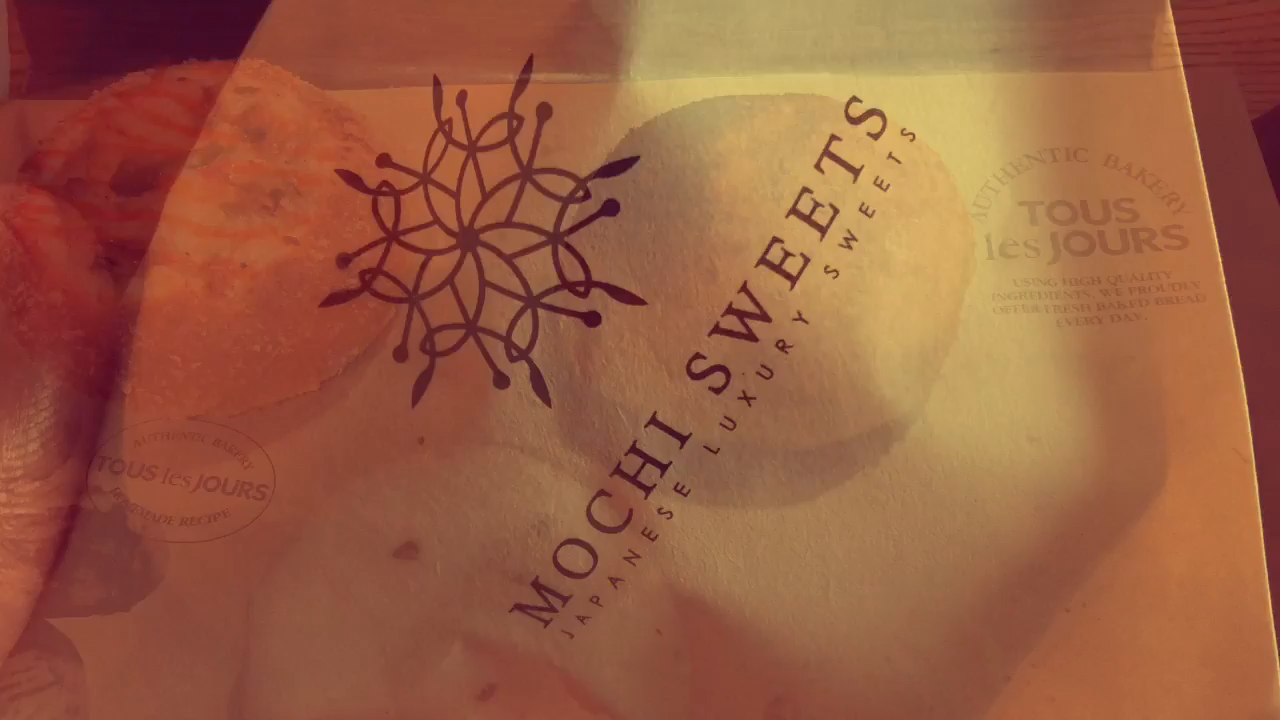 MOCHI SWEETS
JAPANESE LUXURY SWEETS
AUTHENTIC BAKERY
TOUS
les JOURS
USING HIGH QUALITY
INGREDIENTS, WE PROUDLY
OFFER FRESH BAKED BREAD
EVERY DAY.
AUTHENTIC BAKERY
TOUS les JOURS
HANDMADE RECIPE